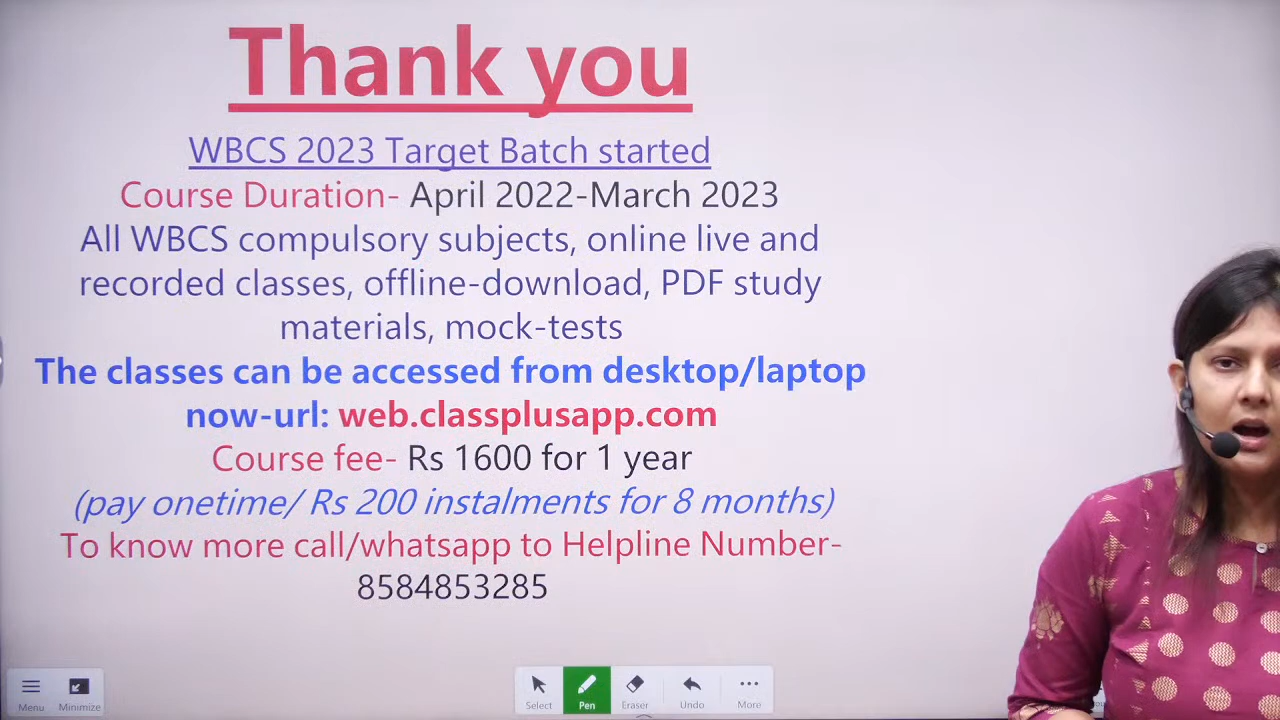 Thank you
WBCS 2023 Target Batch started
Course Duration- April 2022-March 2023
All WBCS compulsory subjects, online live and
recorded classes, offline-download, PDF study
materials, mock-tests
The classes can be accessed from desktop/laptop
now-url: web.classplusapp.com
Course fee- Rs 1600 for 1 year
(pay onetime/ Rs 200 instalments for 8 months)
To know more call/whatsapp to Helpline Number-
8584853285
Menu Minimize Select Pen Eraser Undo More